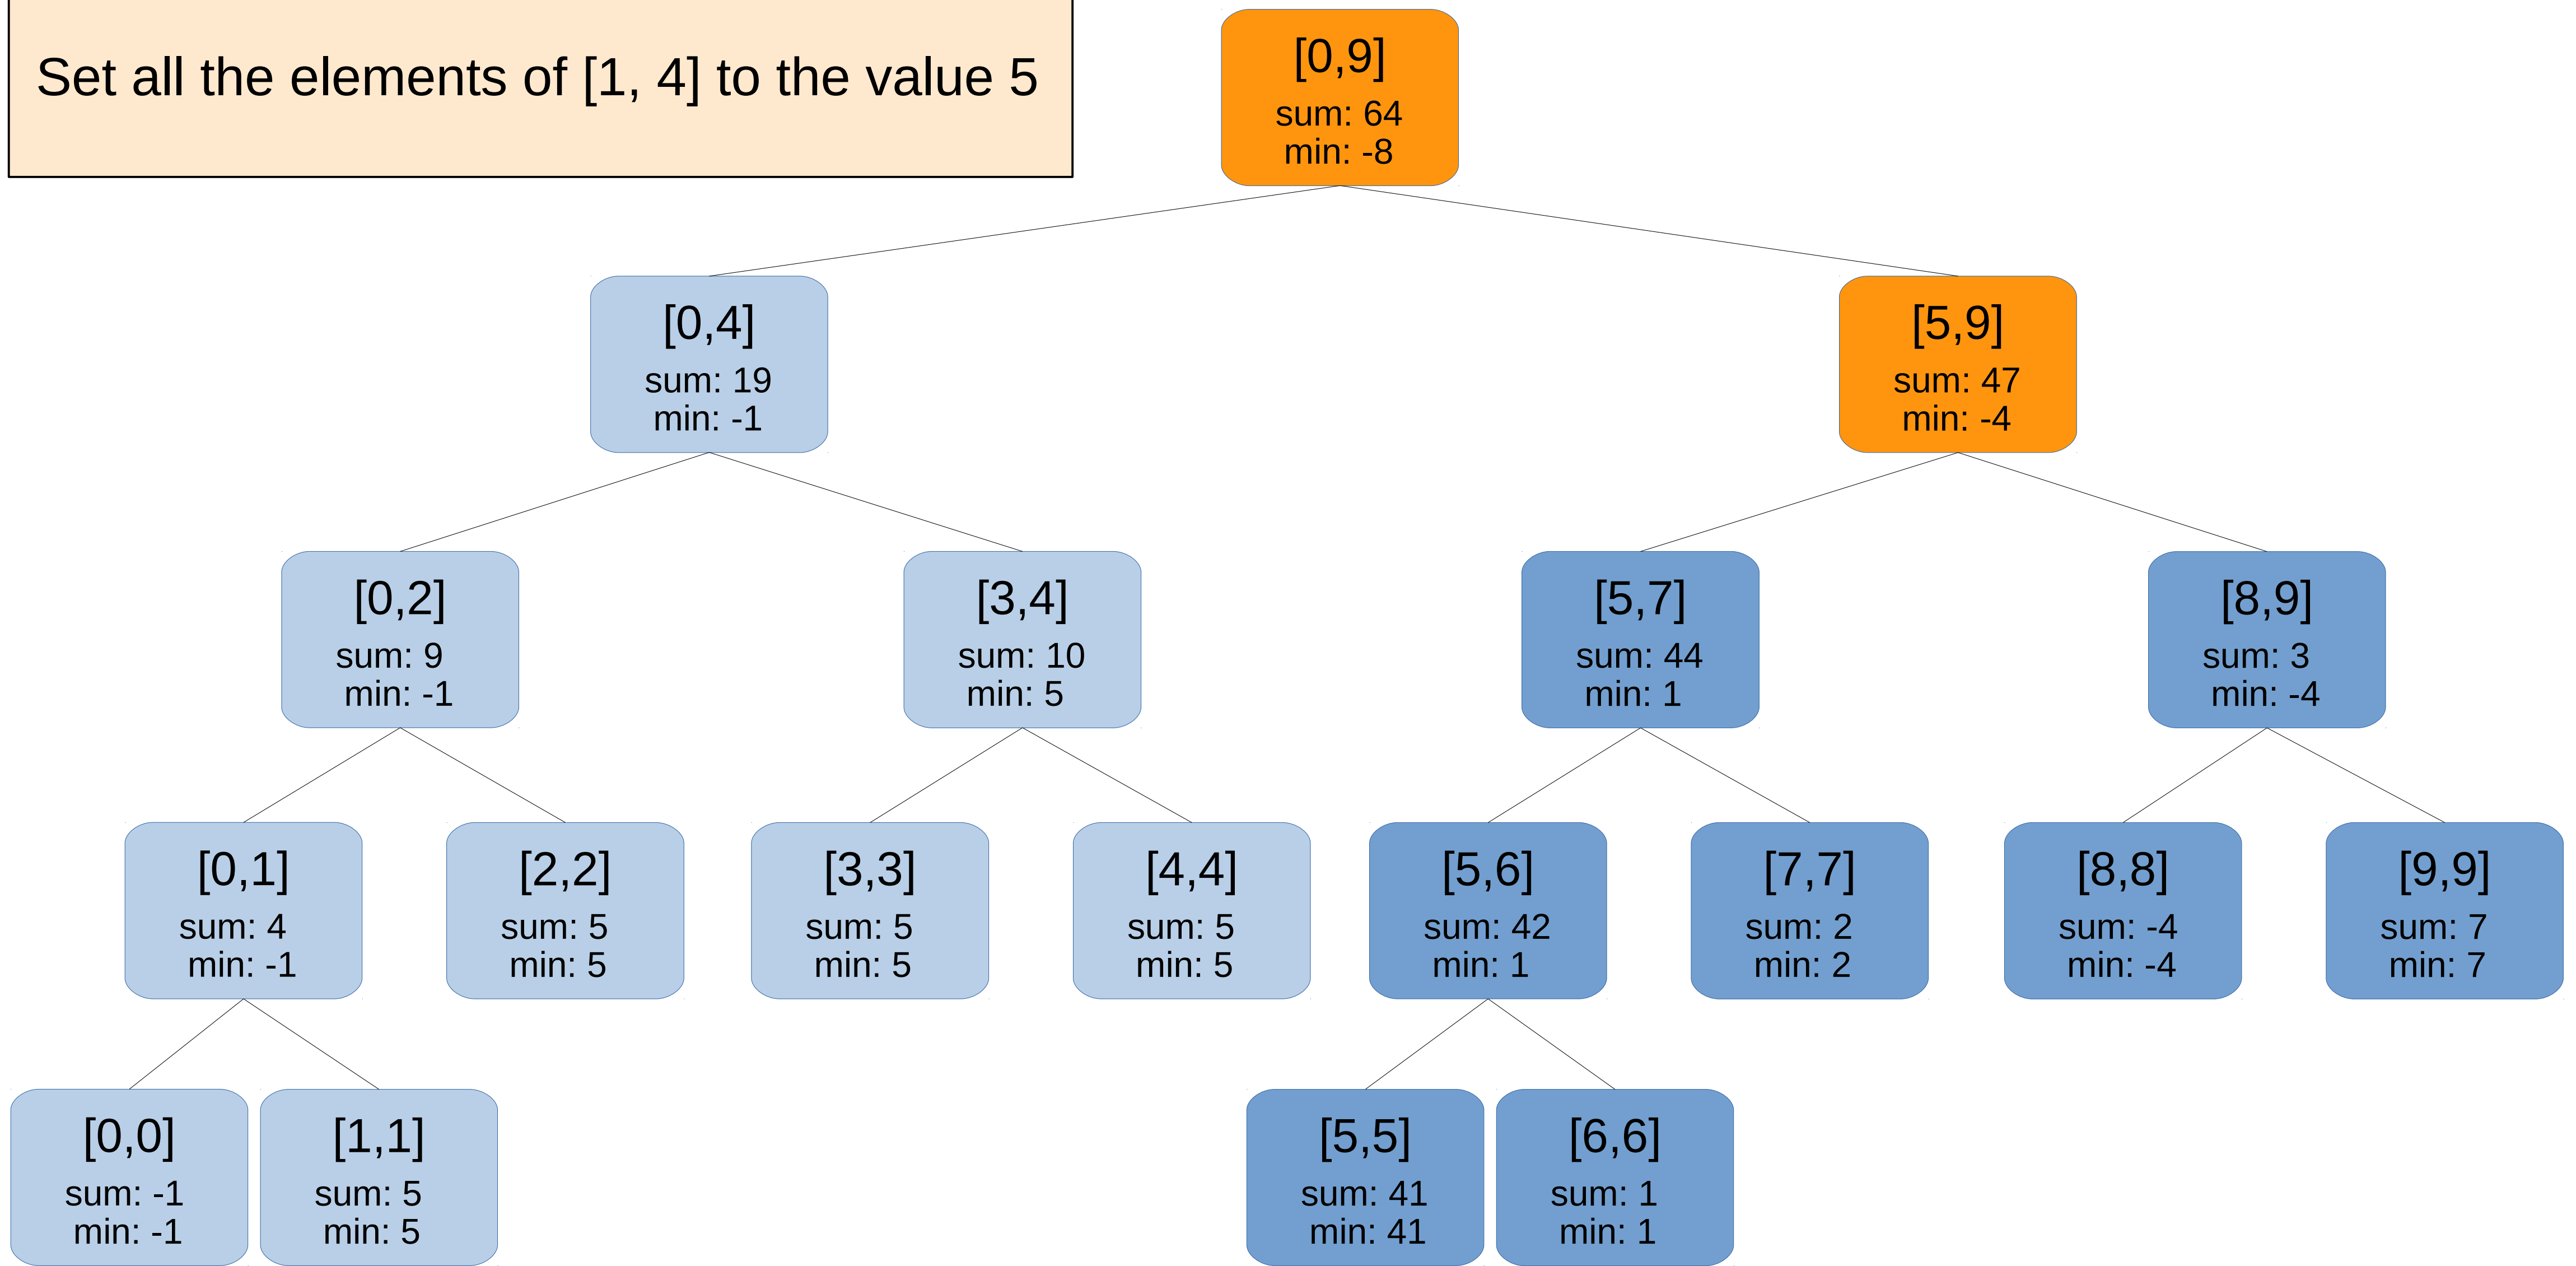 Set all the elements of [1, 4] to the value 5
[0,9]
sum: 64
min: -8
[0,4]
sum: 19
min: -1
[5,9]
sum: 47
min: -4
[0,2]
sum: 9
min: -1
[3,4]
sum: 10
min: 5
[5,7]
sum: 44
min: 1
[8,9]
sum: 3
min: -4
[0,1]
sum: 4
min: -1
[2,2]
sum: 5
min: 5
[3,3]
sum: 5
min: 5
[4,4]
sum: 5
min: 5
[5,6]
sum: 42
min: 1
[7,7]
sum: 2
min: 2
[8,8]
sum: -4
min: -4
[9,9]
sum: 7
min: 7
[0,0]
sum: -1
min: -1
[1,1]
sum: 5
min: 5
[5,5]
sum: 41
min: 41
[6,6]
sum: 1
min: 1